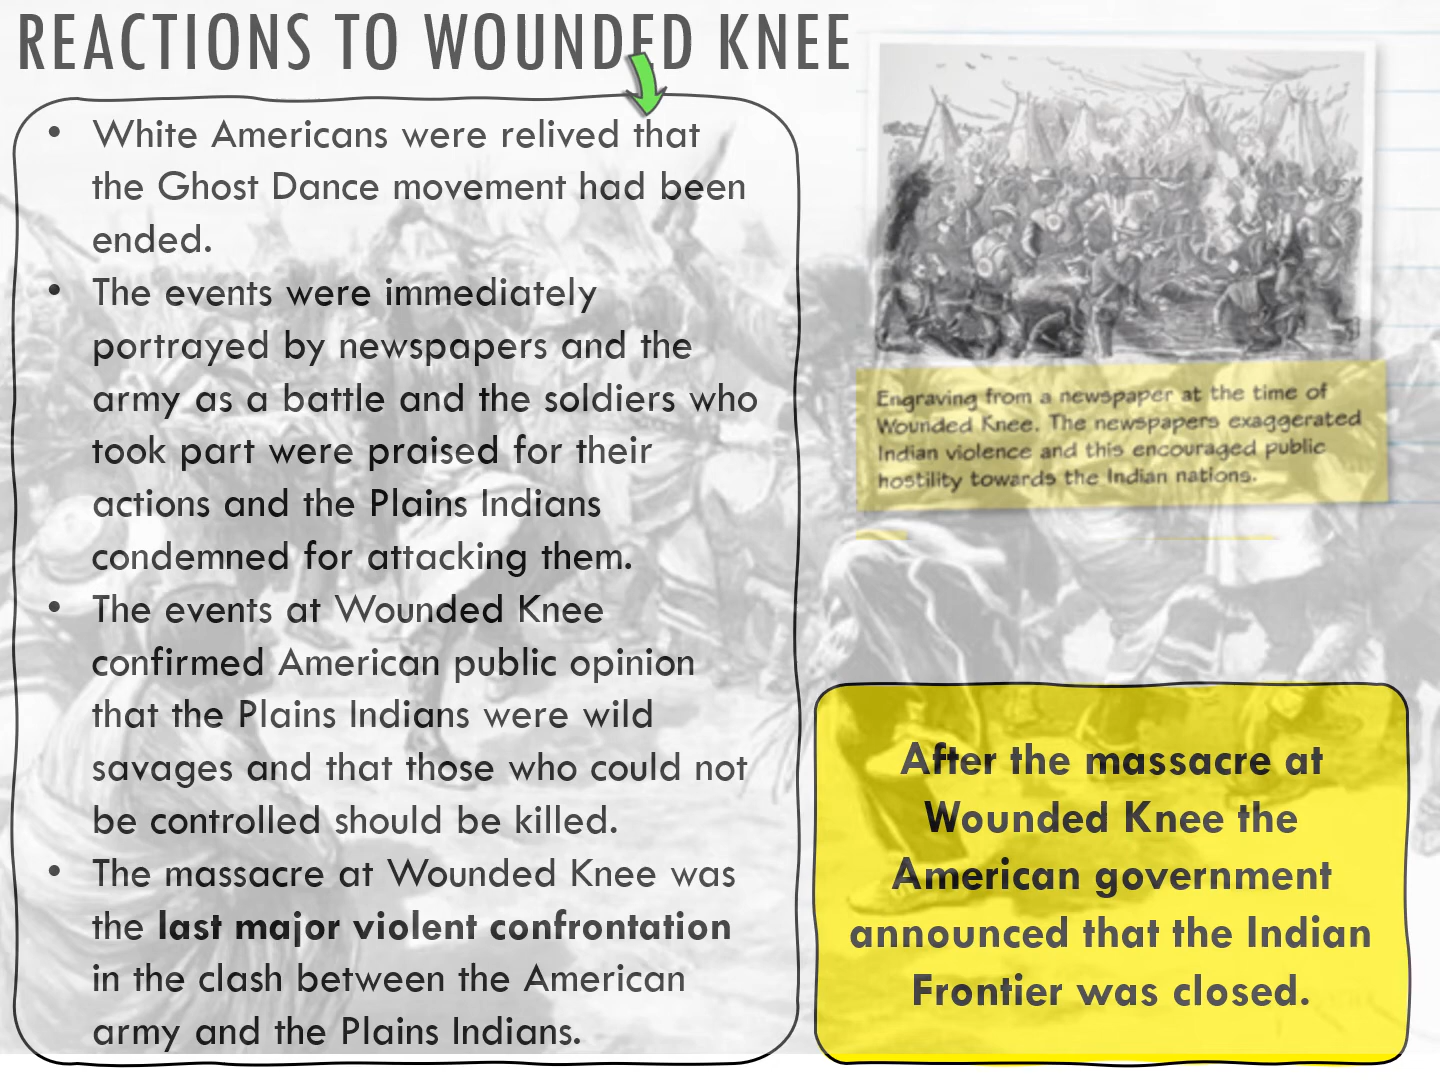 REACTIONS TO WOUNDED KNEE
• White Americans were relived that
the Ghost Dance movement had been
ended.
• The events were immediately
portrayed by newspapers and the
army as a battle and the soldiers who
took part were praised for their
actions and the Plains Indians
condemned for attacking them.
• The events at Wounded Knee
confirmed American public opinion
that the Plains Indians were wild
savages and that those who could not
be controlled should be killed.
• The massacre at Wounded Knee was
the last major violent confrontation
in the clash between the American
army and the Plains Indians.
Engraving from a newspaper at the time of
Wounded Knee. The newspapers exaggerated
Indian violence and this encouraged public
hostility towards the Indian nations.
After the massacre at
Wounded Knee the
American government
announced that the Indian
Frontier was closed.